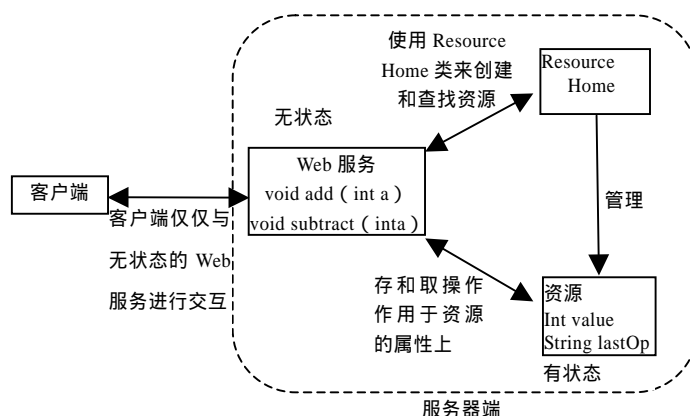 使用 Resource
Home 类来创建
和查找资源
Resource
Home
无状态
Web 服务
void add（int a）
void subtract（inta）
客户端
客户端仅仅与
无状态的 Web
服务进行交互
管理
存和取操作
作用于资源
的属性上
资源
Int value
String lastOp
有状态
服务器端